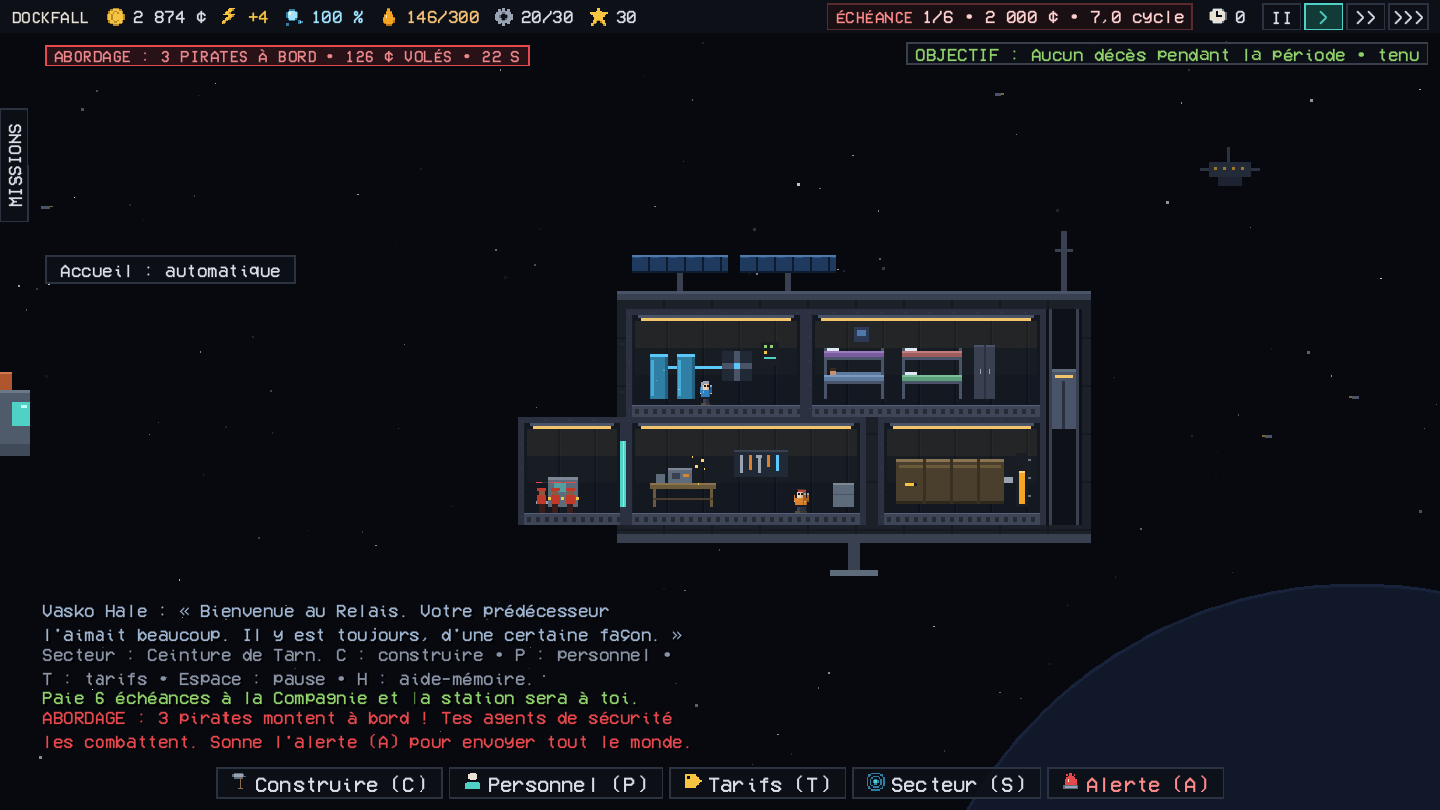 DOCKFALL 2 874 ¢ +4 100 % 146/300 20/30 30 ÉCHÉANCE 1/6 • 2 000 ¢ • 7,0 cycle 0 II > >> >>>
ABORDAGE : 3 PIRATES À BORD • 126 ¢ VOLÉS • 22 S
OBJECTIF : Aucun décès pendant la période • tenu
MISSIONS
Accueil : automatique
Vasko Hale : « Bienvenue au Relais. Votre prédécesseur
l'aimait beaucoup. Il y est toujours, d'une certaine façon. »
Secteur : Ceinture de Tarn. C : construire • P : personnel •
T : tarifs • Espace : pause • H : aide-mémoire.
Paie 6 échéances à la Compagnie et la station sera à toi.
ABORDAGE : 3 pirates montent à bord ! Tes agents de sécurité
les combattent. Sonne l'alerte (A) pour envoyer tout le monde.
Construire (C) Personnel (P) Tarifs (T) Secteur (S) Alerte (A)